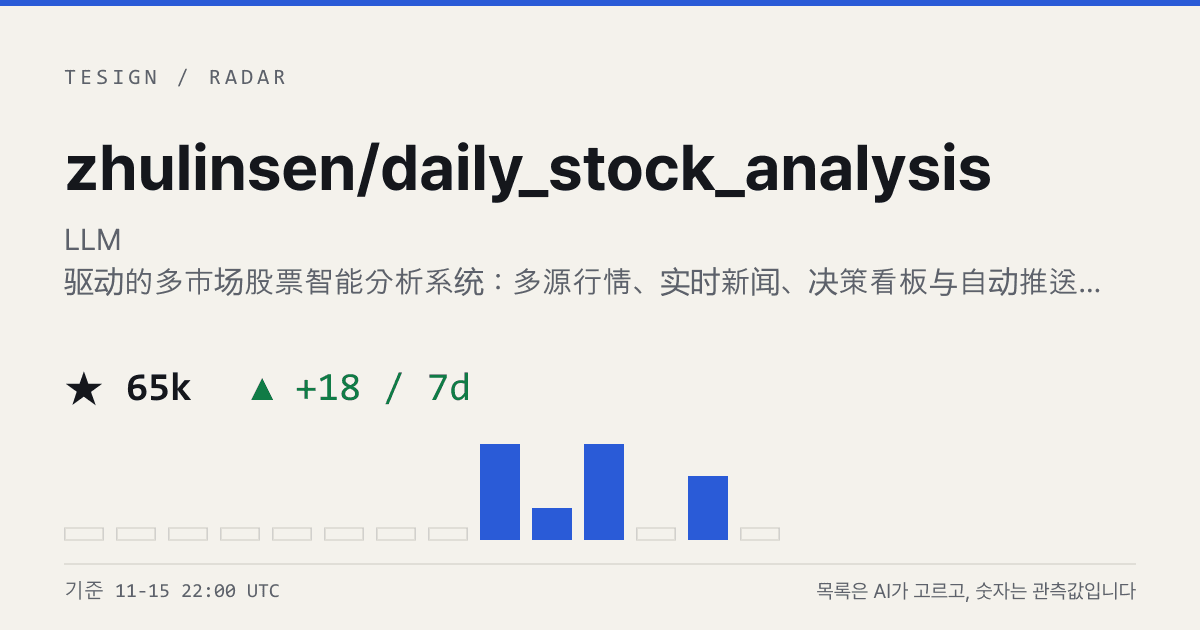 TESIGN / RADAR
zhulinsen/daily_stock_analysis
LLM
驱动的多市场股票智能分析系统：多源行情、实时新闻、决策看板与自动推送...
★ 65k ▲ +18 / 7d
기준 11-15 22:00 UTC
목록은 AI가 고르고, 숫자는 관측값입니다